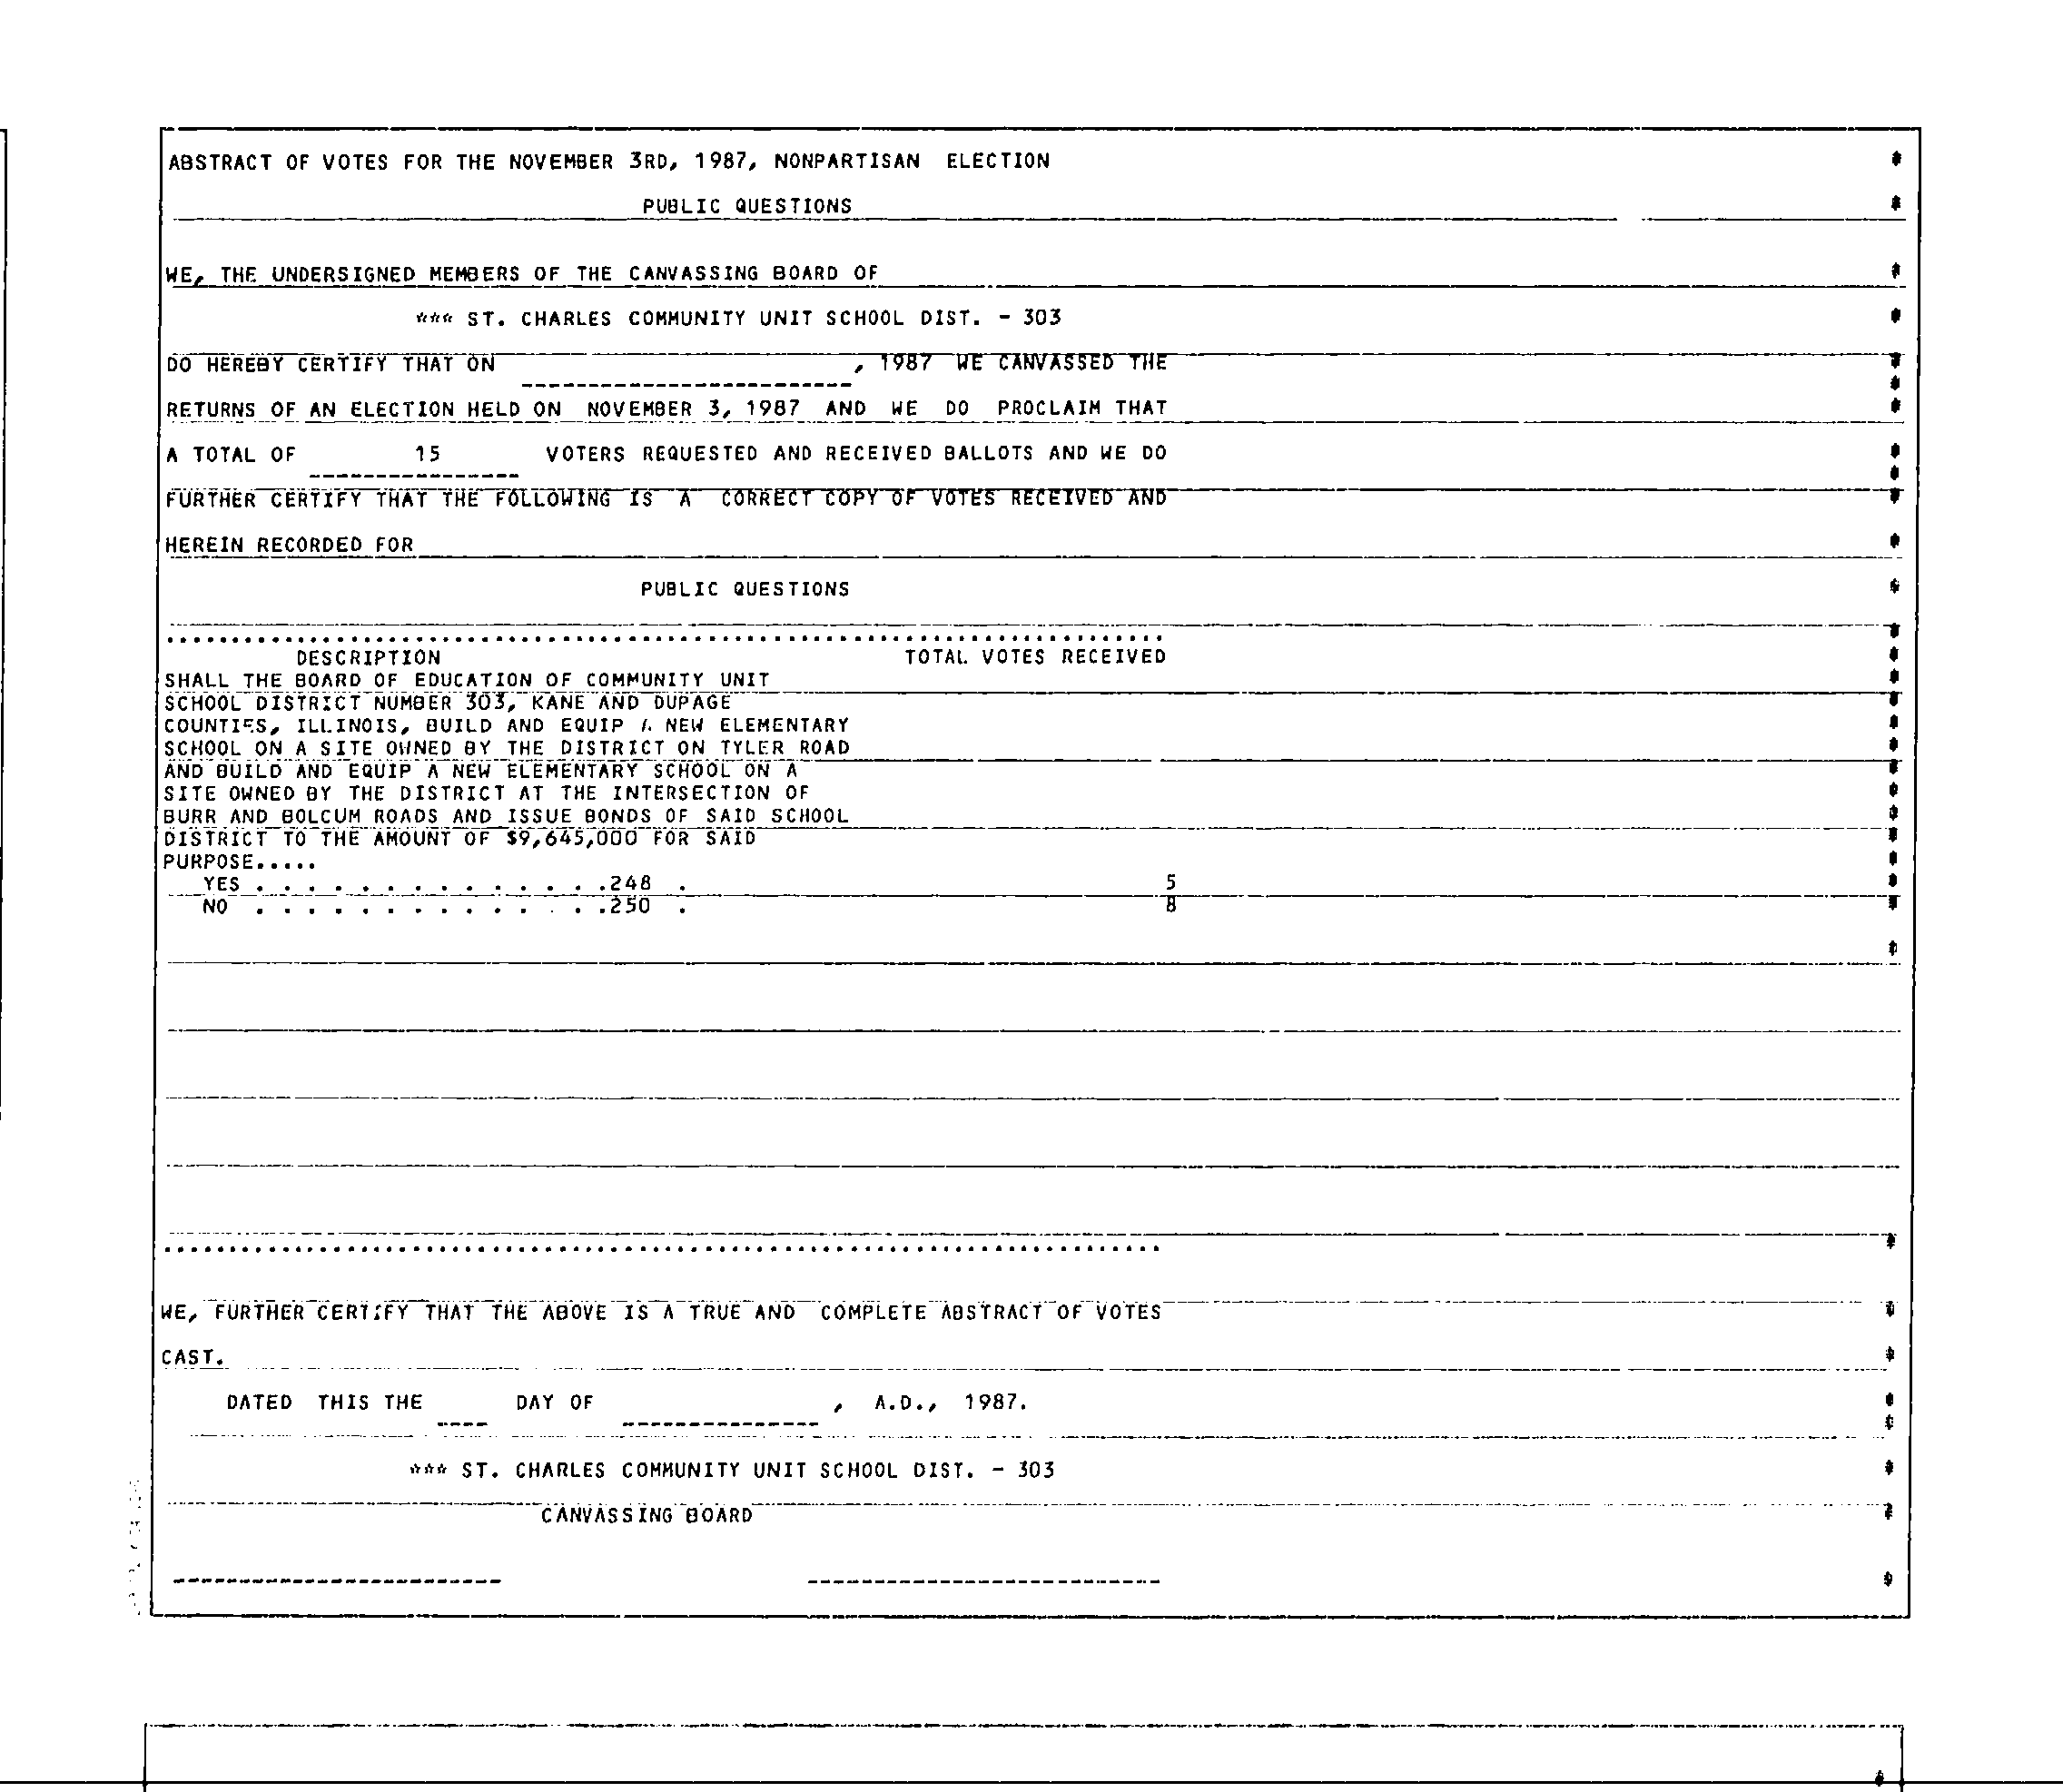 ABSTRACT OF VOTES FOR THE NOVEMBER 3RD, 1987, NONPARTISAN ELECTION
PUBLIC QUESTIONS
WE, THE UNDERSIGNED MEMBERS OF THE CANVASSING BOARD OF
*** ST. CHARLES COMMUNITY UNIT SCHOOL DIST. - 303
DO HEREBY CERTIFY THAT ON , 1987 WE CANVASSED THE
RETURNS OF AN ELECTION HELD ON NOVEMBER 3, 1987 AND WE DO PROCLAIM THAT
A TOTAL OF 15 VOTERS REQUESTED AND RECEIVED BALLOTS AND WE DO
FURTHER CERTIFY THAT THE FOLLOWING IS A CORRECT COPY OF VOTES RECEIVED AND
HEREIN RECORDED FOR
PUBLIC QUESTIONS
DESCRIPTION TOTAL VOTES RECEIVED
SHALL THE BOARD OF EDUCATION OF COMMUNITY UNIT
SCHOOL DISTRICT NUMBER 303, KANE AND DUPAGE
COUNTIES, ILLINOIS, BUILD AND EQUIP A NEW ELEMENTARY
SCHOOL ON A SITE OWNED BY THE DISTRICT ON TYLER ROAD
AND BUILD AND EQUIP A NEW ELEMENTARY SCHOOL ON A
SITE OWNED BY THE DISTRICT AT THE INTERSECTION OF
BURR AND BOLCUM ROADS AND ISSUE BONDS OF SAID SCHOOL
DISTRICT TO THE AMOUNT OF $9,645,000 FOR SAID
PURPOSE.....
YES . . . . . . . . . . . . . .248 . 5
NO . . . . . . . . . . . . . .250 . 8
WE, FURTHER CERTIFY THAT THE ABOVE IS A TRUE AND COMPLETE ABSTRACT OF VOTES
CAST.
DATED THIS THE ---- DAY OF --------------- , A.D., 1987.
*** ST. CHARLES COMMUNITY UNIT SCHOOL DIST. - 303
CANVASSING BOARD